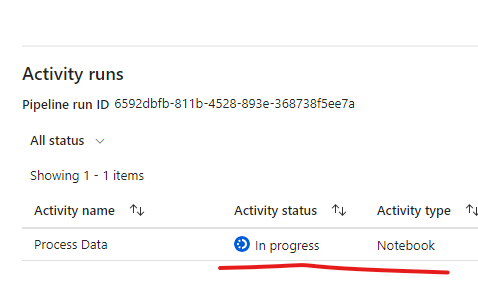 Activity runs
Pipeline run ID 6592dbfb-811b-4528-893e-368738f5ee7a
All status
Showing 1 - 1 items
Activity name Activity status Activity type
Process Data In progress Notebook